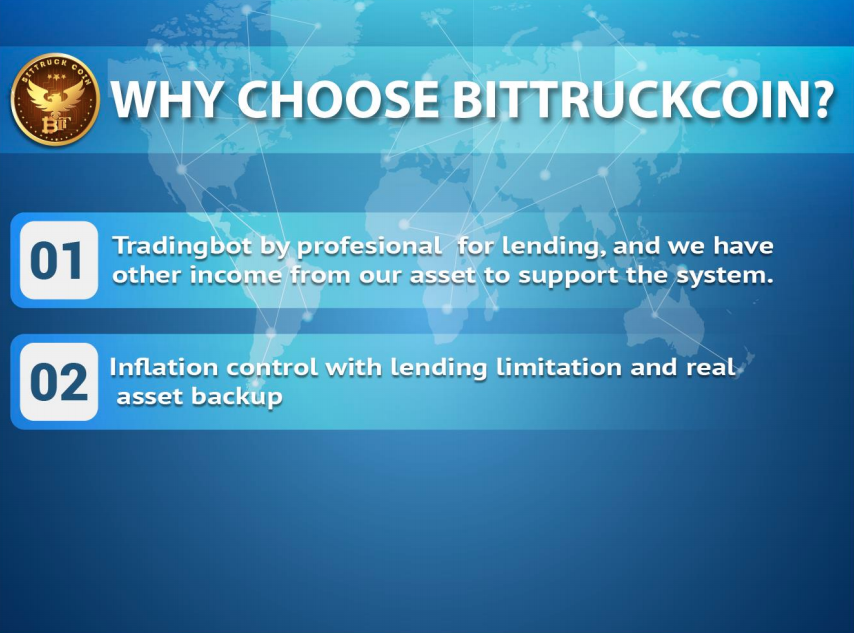 BITTRUCK COIN
BIT
WHY CHOOSE BITTRUCKCOIN?
01
Tradingbot by profesional for lending, and we have
other income from our asset to support the system.
02
Inflation control with lending limitation and real
asset backup